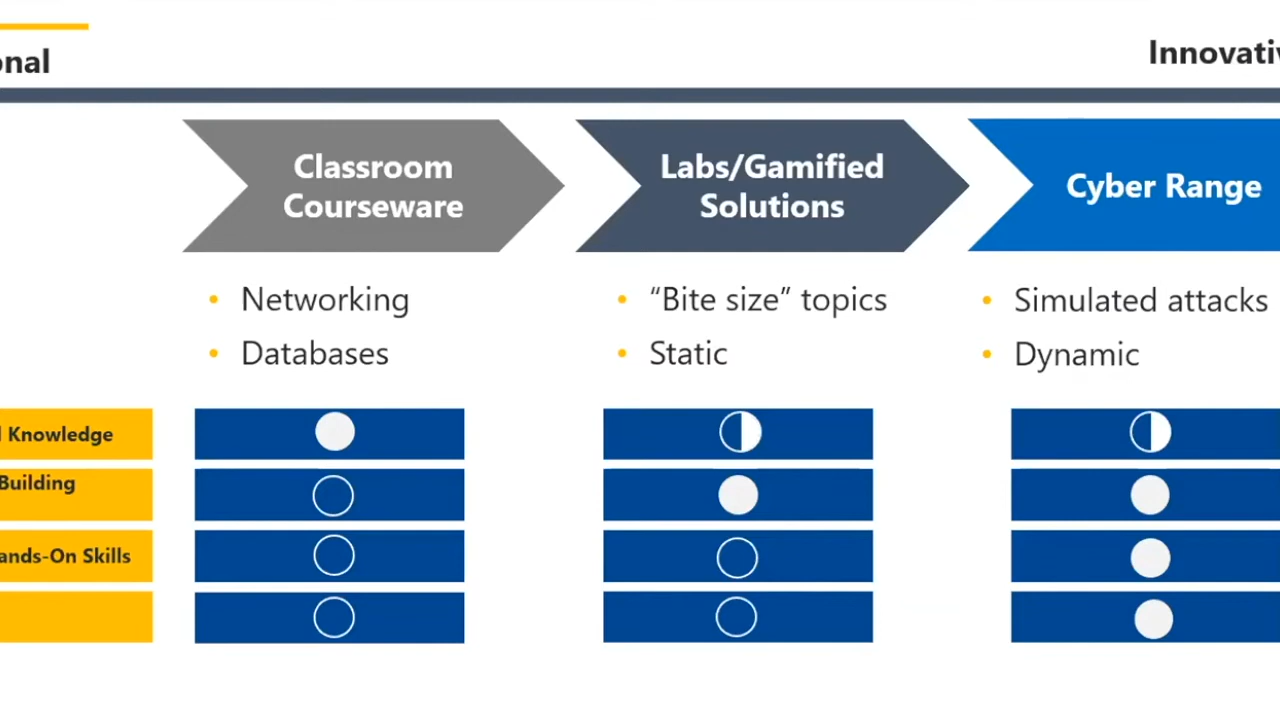 onal
Innovativ
Classroom
Courseware
Labs/Gamified
Solutions
Cyber Range
• Networking
• Databases
• “Bite size” topics
• Static
• Simulated attacks
• Dynamic
Knowledge
Building
ands-On Skills